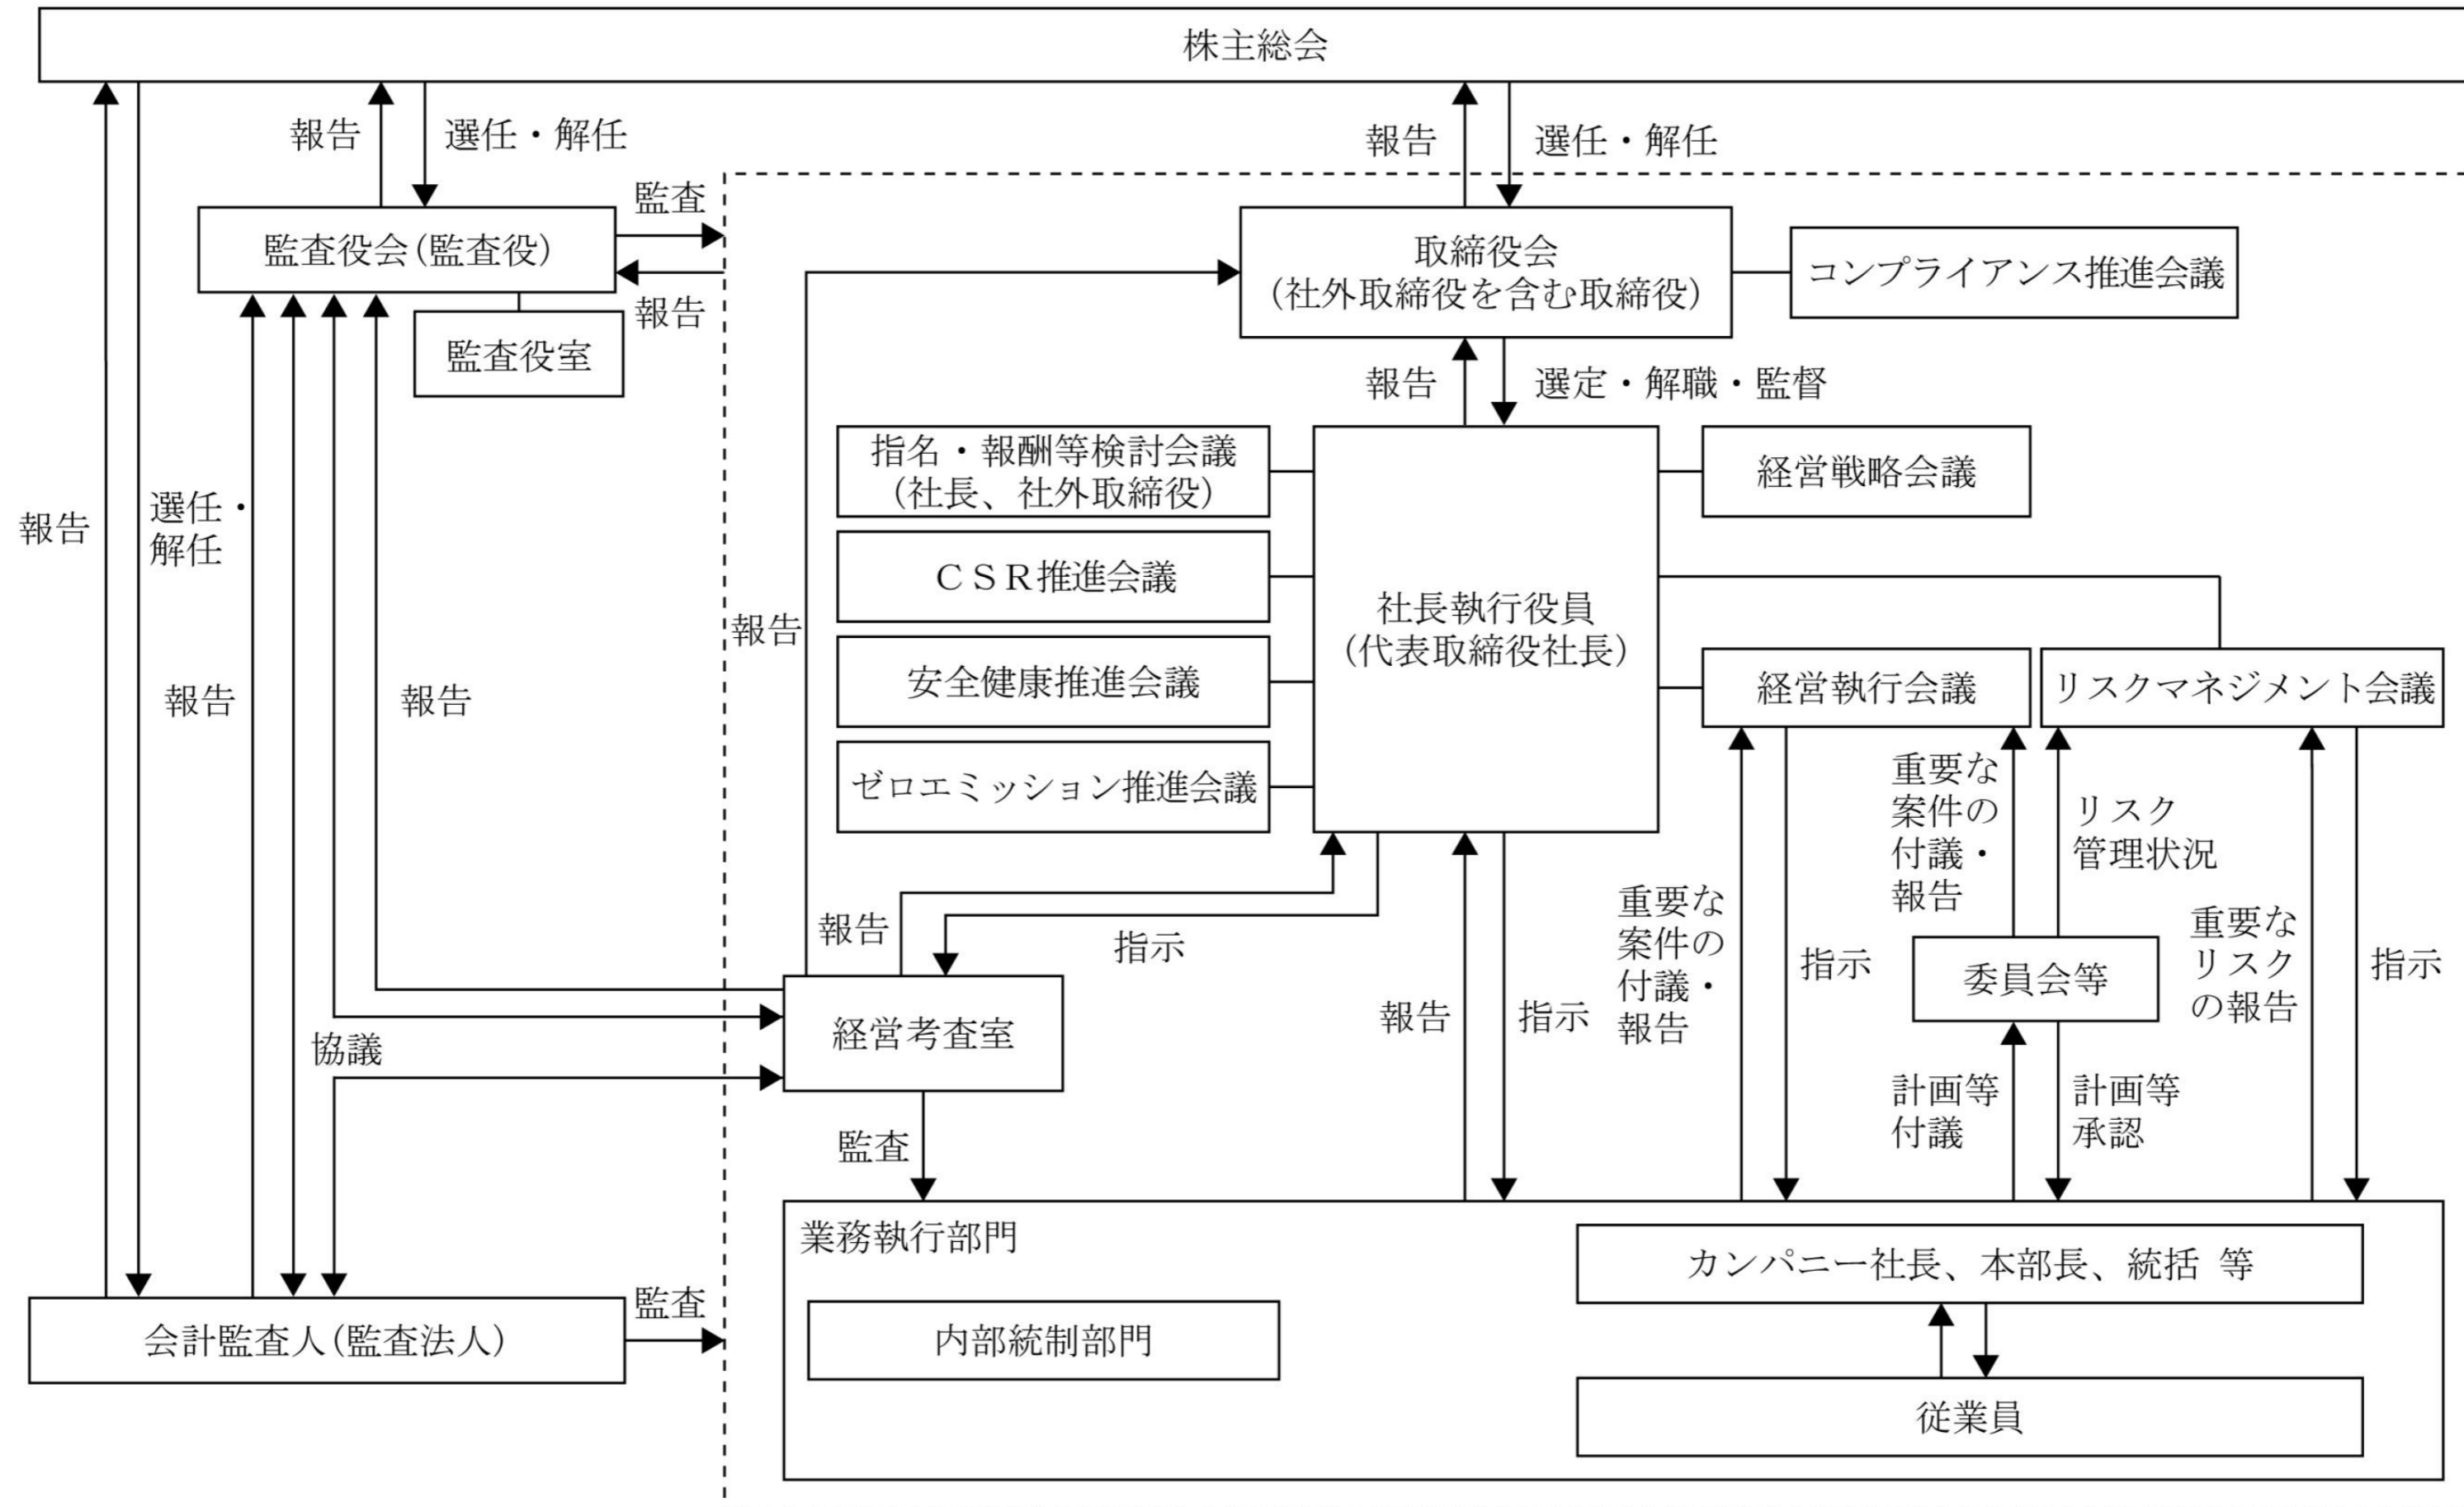 株主総会
報告
選任・解任
報告
選任・解任
監査
監査役会(監査役)
報告
監査役室
取締役会
(社外取締役を含む取締役)
コンプライアンス推進会議
報告
選定・解職・監督
指名・報酬等検討会議
(社長、社外取締役)
経営戦略会議
報告
選任・
解任
CSR推進会議
社長執行役員
(代表取締役社長)
報告
安全健康推進会議
経営執行会議
リスクマネジメント会議
報告
報告
ゼロエミッション推進会議
重要な
案件の
付議・
報告
リスク
管理状況
報告
指示
重要な
案件の
付議・
報告
指示
委員会等
重要な
リスク
の報告
指示
経営考査室
報告
指示
協議
計画等
付議
計画等
承認
監査
業務執行部門
カンパニー社長、本部長、統括 等
監査
会計監査人(監査法人)
内部統制部門
従業員